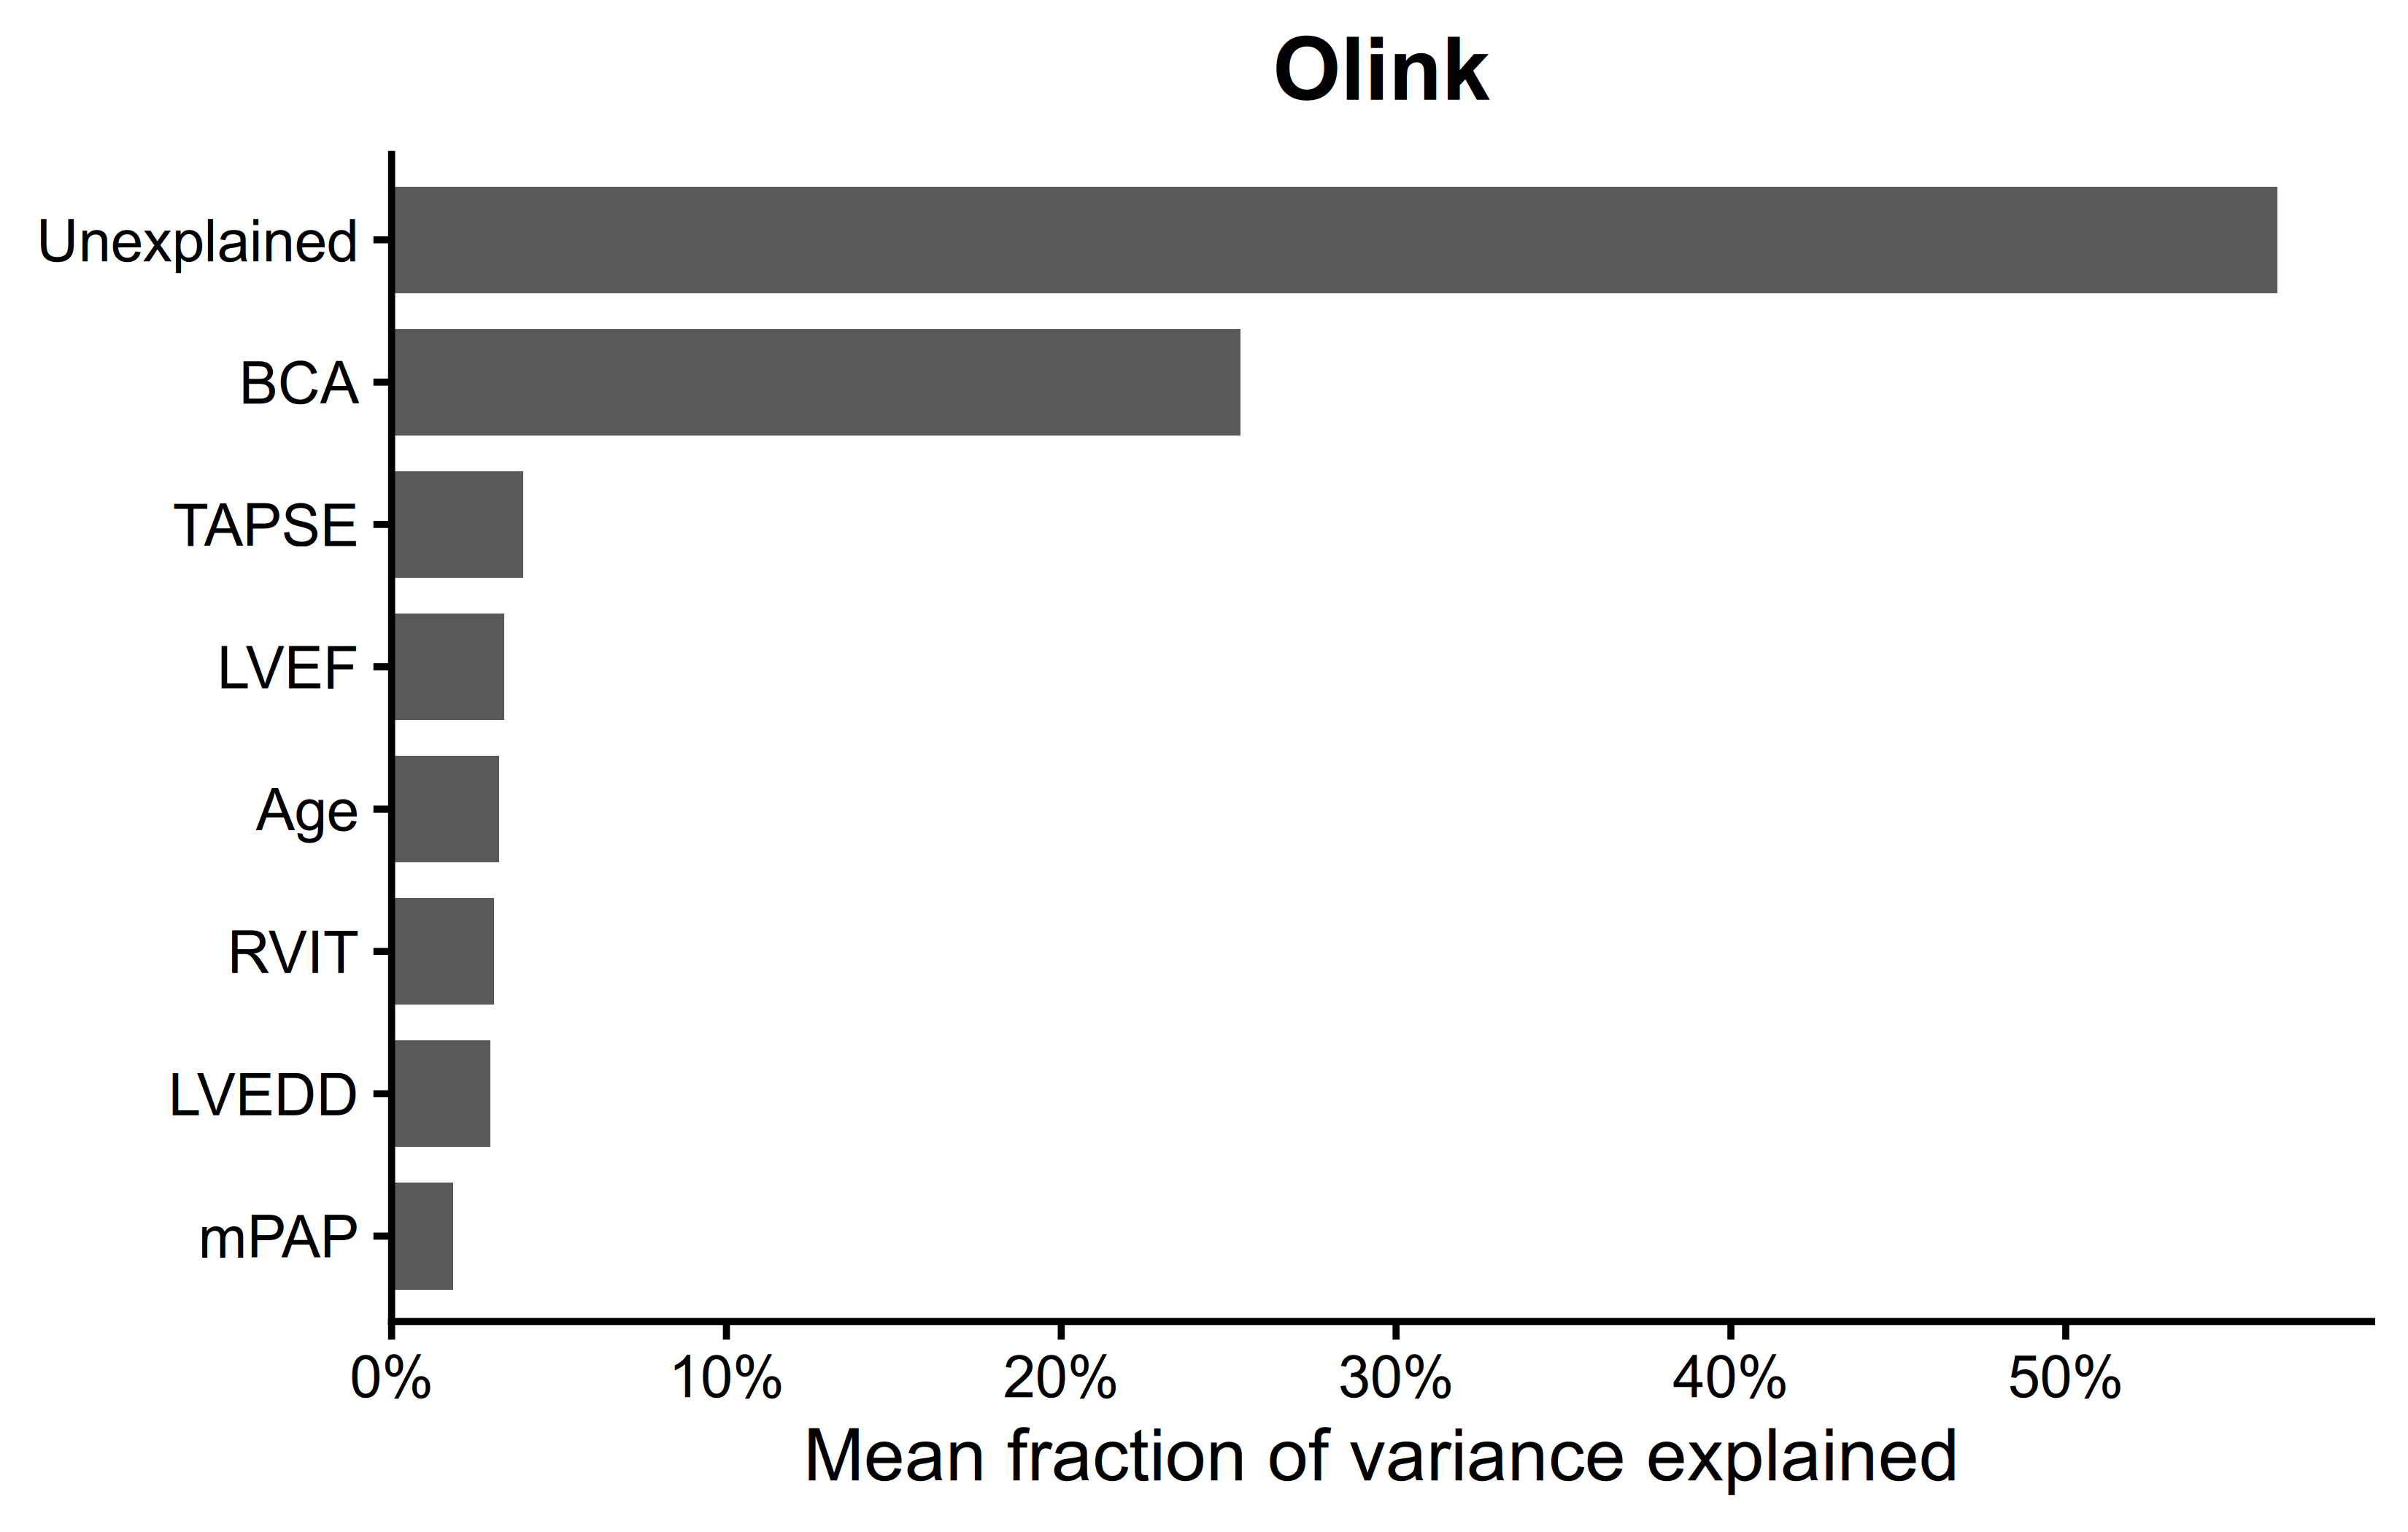 Olink
Unexplained
BCA
TAPSE
LVEF
Age
RVIT
LVEDD
mPAP
0% 10% 20% 30% 40% 50%
Mean fraction of variance explained